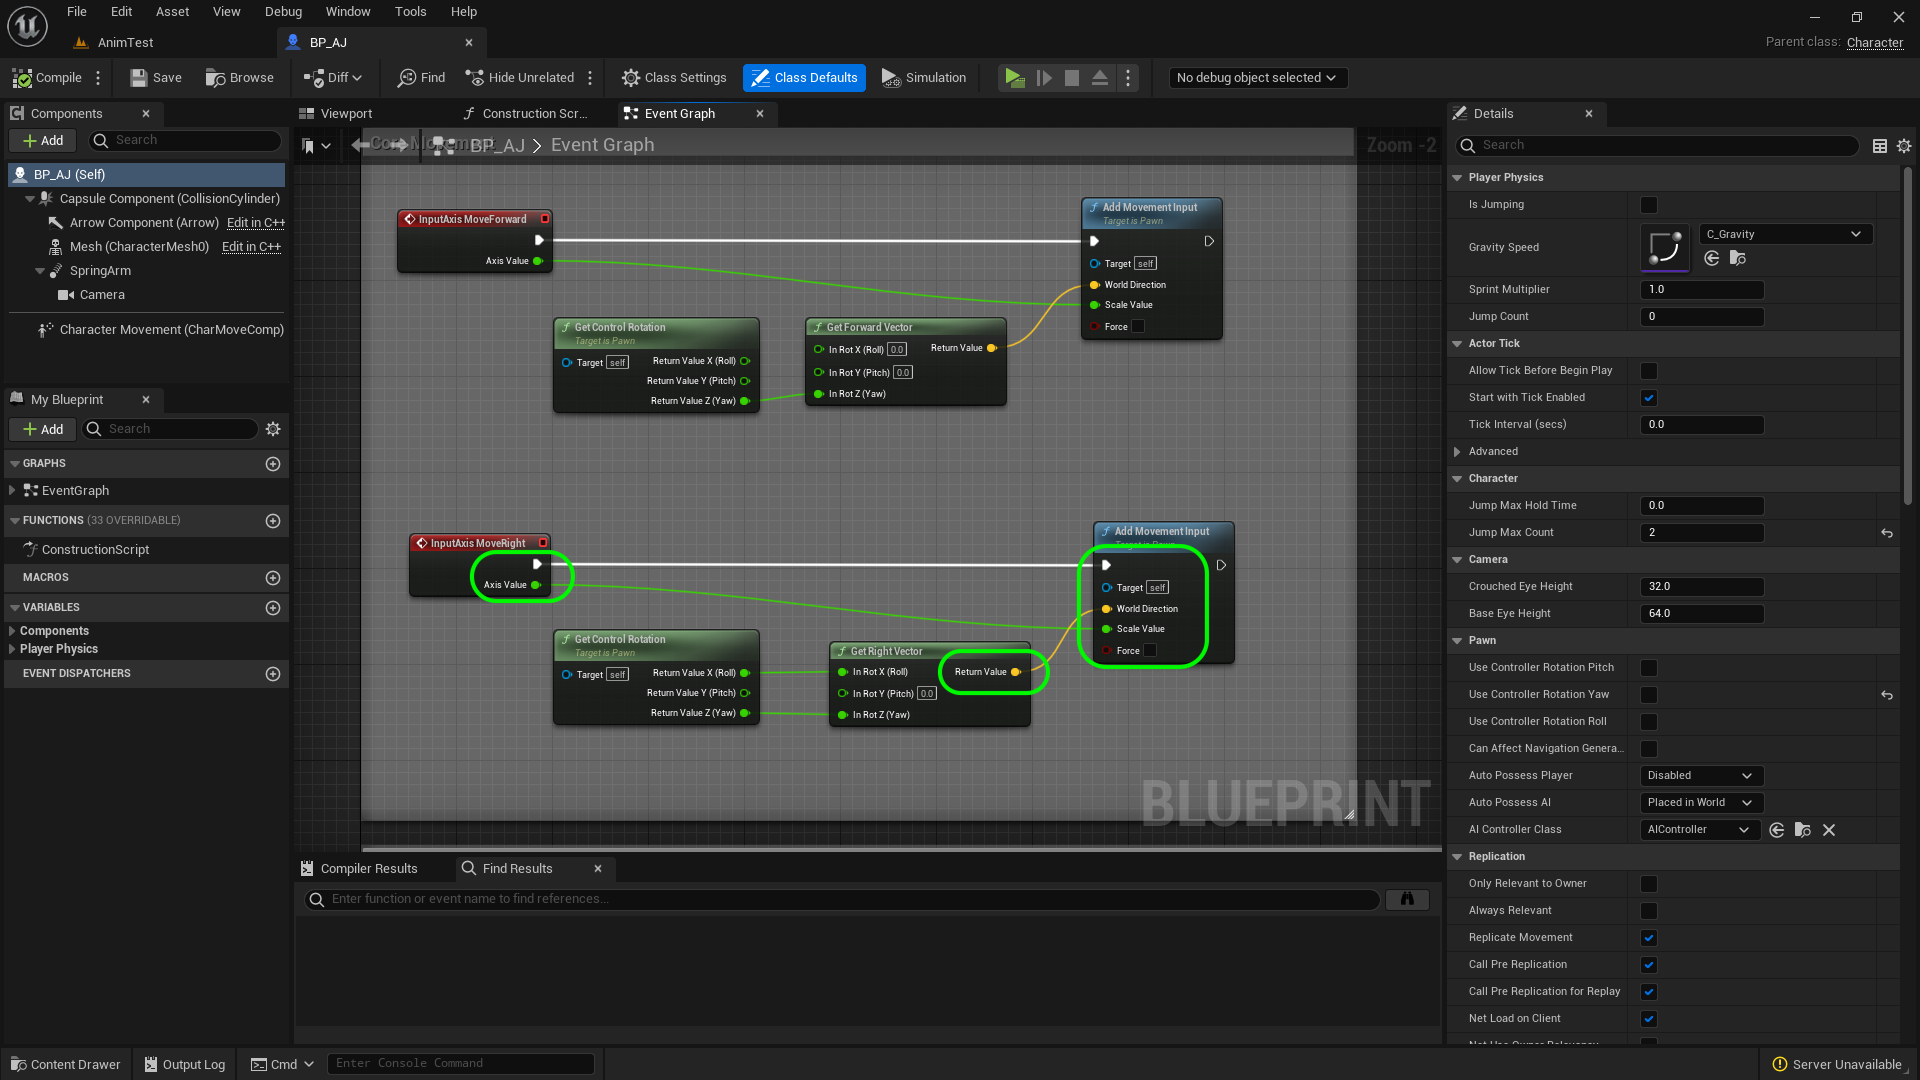 File Edit Asset View Debug Window Tools Help
AnimTest
BP_AJ
Parent class: Character
Compile
Save
Browse
Diff
Find
Hide Unrelated
Class Settings
Class Defaults
Simulation
No debug object selected
Components
Add
Search
BP_AJ (Self)
Capsule Component (CollisionCylinder)
Arrow Component (Arrow) Edit in C++
Mesh (CharacterMesh0) Edit in C++
SpringArm
Camera
Character Movement (CharMoveComp)
My Blueprint
Add
Search
GRAPHS
EventGraph
FUNCTIONS (33 OVERRIDABLE)
ConstructionScript
MACROS
VARIABLES
Components
Player Physics
EVENT DISPATCHERS
Viewport
Construction Scr...
Event Graph
BP_AJ > Event Graph
Zoom -2
InputAxis MoveForward
Axis Value
Get Control Rotation
Target is Pawn
Target self
Return Value X (Roll)
Return Value Y (Pitch)
Return Value Z (Yaw)
Get Forward Vector
In Rot X (Roll) 0.0
Return Value
In Rot Y (Pitch) 0.0
In Rot Z (Yaw)
Add Movement Input
Target is Pawn
Target self
World Direction
Scale Value
Force
InputAxis MoveRight
Axis Value
Get Control Rotation
Target is Pawn
Target self
Return Value X (Roll)
Return Value Y (Pitch)
Return Value Z (Yaw)
Get Right Vector
In Rot X (Roll)
Return Value
In Rot Y (Pitch) 0.0
In Rot Z (Yaw)
Add Movement Input
Target is Pawn
Target self
World Direction
Scale Value
Force
BLUEPRINT
Compiler Results
Find Results
Enter function or event name to find references...
Details
Search
Player Physics
Is Jumping
Gravity Speed C_Gravity
Sprint Multiplier 1.0
Jump Count 0
Actor Tick
Allow Tick Before Begin Play
Start with Tick Enabled
Tick Interval (secs) 0.0
Advanced
Character
Jump Max Hold Time 0.0
Jump Max Count 2
Camera
Crouched Eye Height 32.0
Base Eye Height 64.0
Pawn
Use Controller Rotation Pitch
Use Controller Rotation Yaw
Use Controller Rotation Roll
Can Affect Navigation Genera...
Auto Possess Player Disabled
Auto Possess AI Placed in World
AI Controller Class AIController
Replication
Only Relevant to Owner
Always Relevant
Replicate Movement
Call Pre Replication
Call Pre Replication for Replay
Net Load on Client
Content Drawer
Output Log
Cmd
Enter Console Command
Server Unavailable